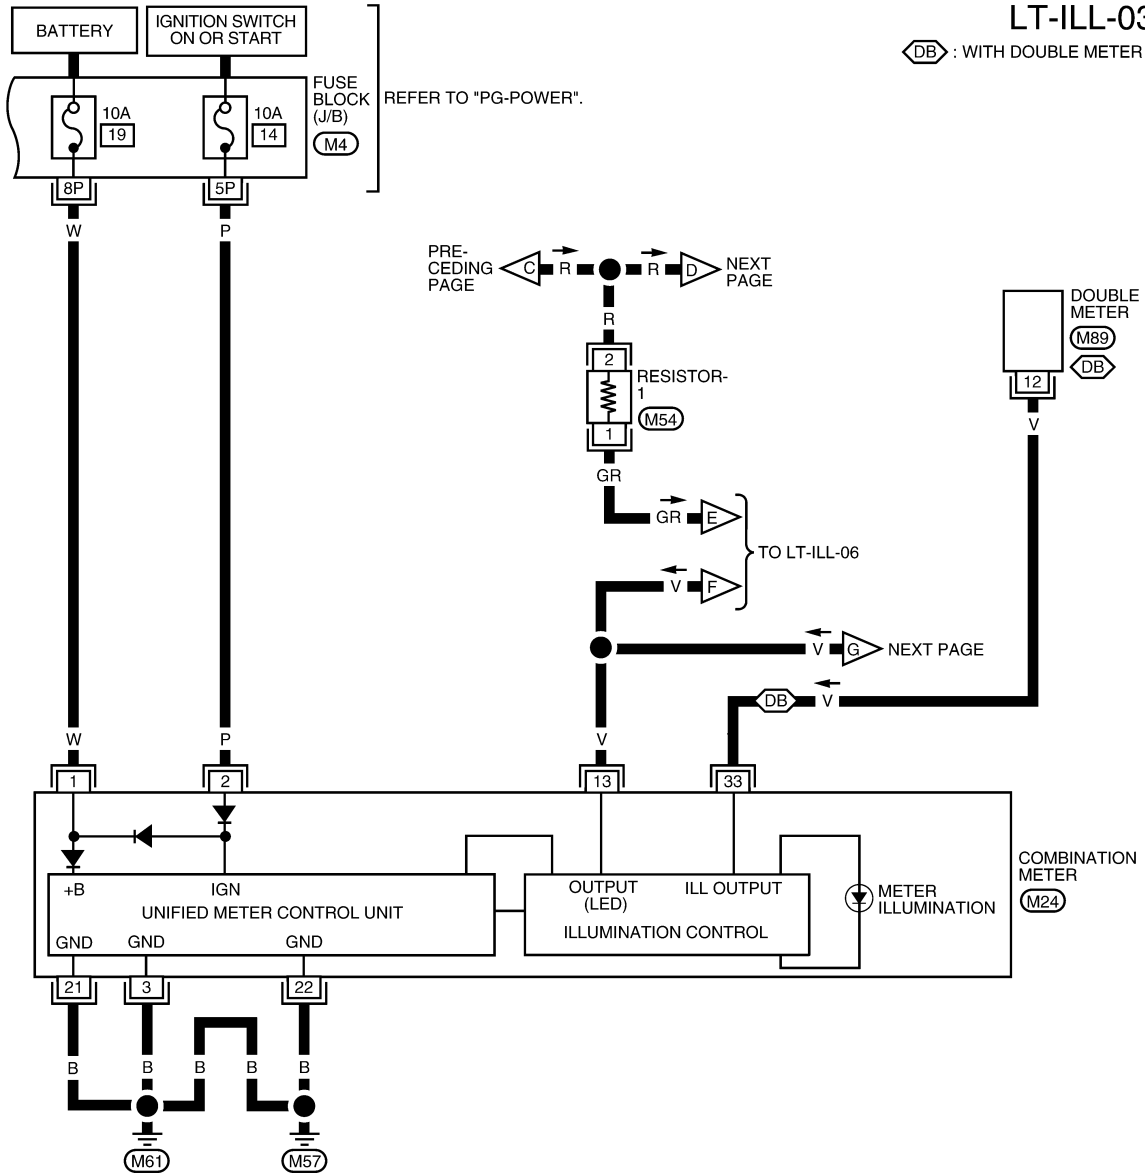 LT-ILL-03
DB : WITH DOUBLE METER
BATTERY
IGNITION SWITCH
ON OR START
FUSE
BLOCK
(J/B)
M4
REFER TO "PG-POWER".
10A
19
10A
14
8P
5P
W
P
PRE-
CEDING
PAGE
C
R
R
D
NEXT
PAGE
R
2
RESISTOR-
1
M54
1
GR
GR
E
TO LT-ILL-06
V
F
V
G
NEXT PAGE
DOUBLE
METER
M89
DB
12
V
DB
V
W
P
V
1
2
13
33
+B
IGN
UNIFIED METER CONTROL UNIT
GND
GND
GND
OUTPUT
(LED)
ILL OUTPUT
ILLUMINATION CONTROL
METER
ILLUMINATION
COMBINATION
METER
M24
21
3
22
B
B
B
B
B
M61
M57